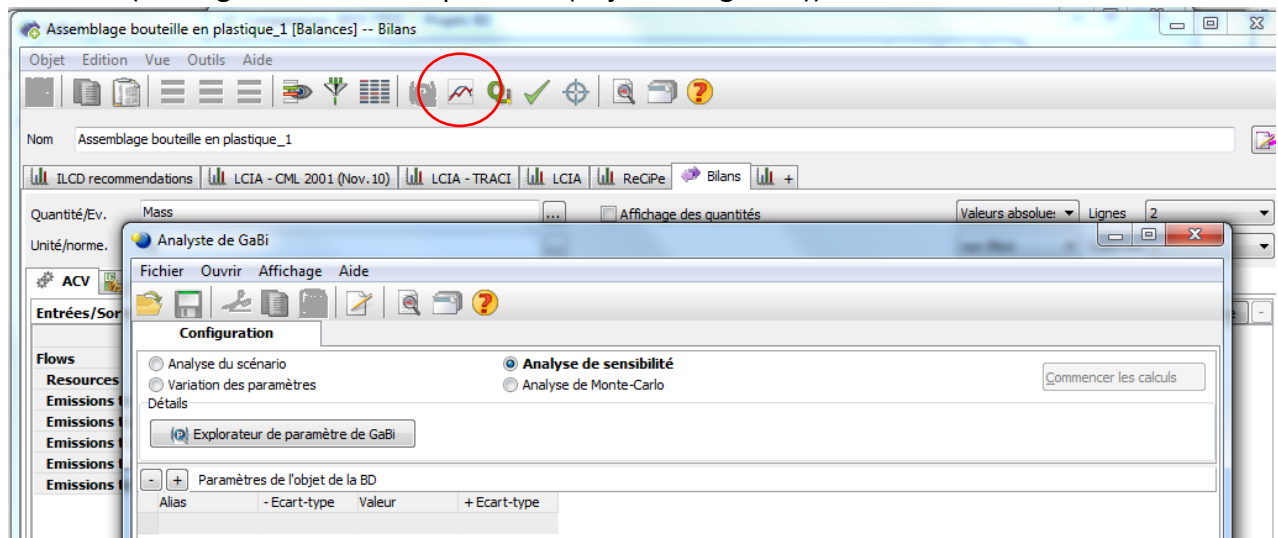 Assemblage bouteille en plastique_1 [Balances] -- Bilans
Objet Edition Vue Outils Aide
Nom Assemblage bouteille en plastique_1
ILCD recommendations LCIA - CML 2001 (Nov. 10) LCIA - TRACI LCIA ReCiPe Bilans +
Quantité/Ev. Mass ... Affichage des quantités Valeurs absolue: Lignes 2
Unité/norme. Analyste de GaBi
ACV Fichier Ouvrir Affichage Aide
Entrées/Sor
Configuration
Flows Analyse du scénario Analyse de sensibilité
Resources Variation des paramètres Analyse de Monte-Carlo Commencer les calculs
Emissions t Détails
Emissions t Explorateur de paramètre de GaBi
Emissions t
Emissions t - + Paramètres de l'objet de la BD
Alias - Ecart-type Valeur + Ecart-type